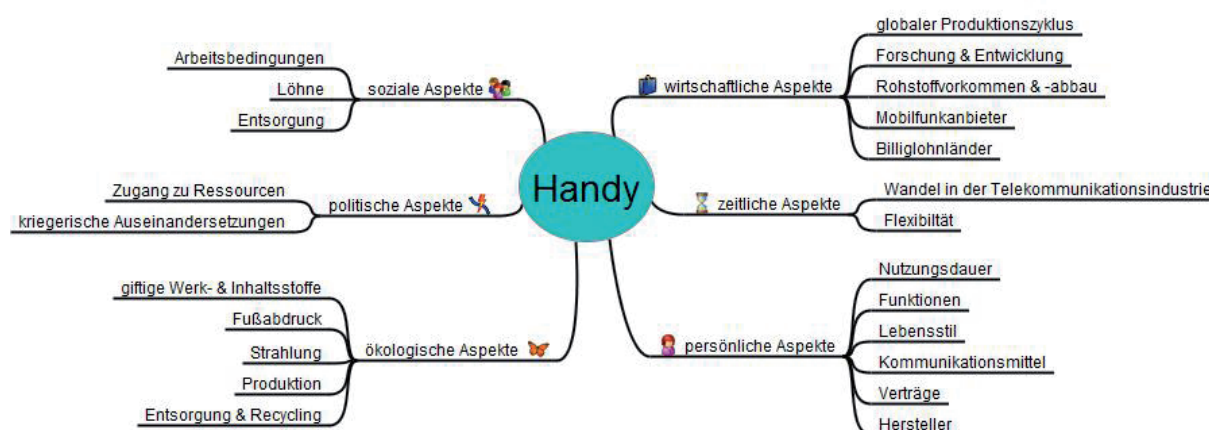 Handy
soziale Aspekte
Arbeitsbedingungen
Löhne
Entsorgung
politische Aspekte
Zugang zu Ressourcen
kriegerische Auseinandersetzungen
ökologische Aspekte
giftige Werk- & Inhaltsstoffe
Fußabdruck
Strahlung
Produktion
Entsorgung & Recycling
wirtschaftliche Aspekte
globaler Produktionszyklus
Forschung & Entwicklung
Rohstoffvorkommen & -abbau
Mobilfunkanbieter
Billiglohnländer
zeitliche Aspekte
Wandel in der Telekommunikationsindustrie
Flexibiltät
persönliche Aspekte
Nutzungsdauer
Funktionen
Lebensstil
Kommunikationsmittel
Verträge
Hersteller